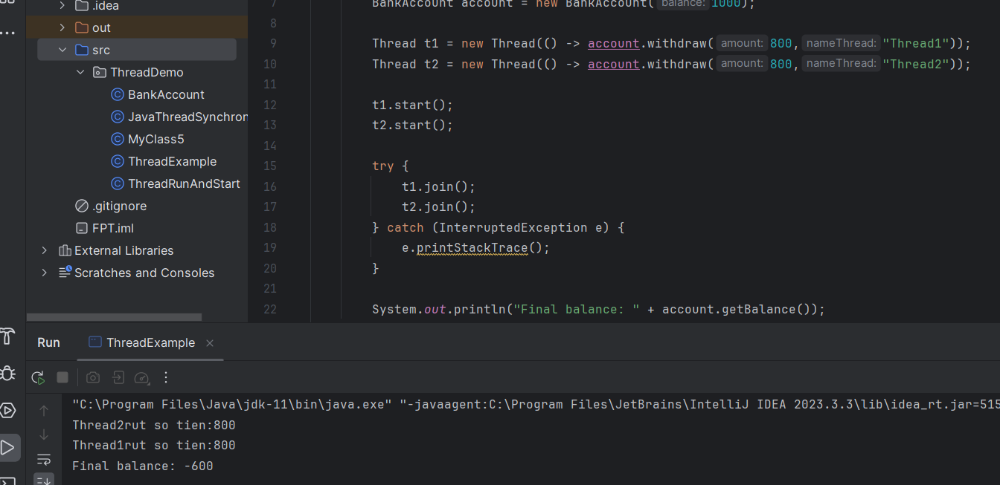 .idea
out
src
ThreadDemo
BankAccount
JavaThreadSynchron
MyClass5
ThreadExample
ThreadRunAndStart
.gitignore
FPT.iml
External Libraries
Scratches and Consoles
7 BankAccount account = new BankAccount( balance: 1000);
8
9 Thread t1 = new Thread(() -> account.withdraw( amount: 800, nameThread: "Thread1"));
10 Thread t2 = new Thread(() -> account.withdraw( amount: 800, nameThread: "Thread2"));
11
12 t1.start();
13 t2.start();
14
15 try {
16 t1.join();
17 t2.join();
18 } catch (InterruptedException e) {
19 e.printStackTrace();
20 }
21
22 System.out.println("Final balance: " + account.getBalance());
Run ThreadExample
"C:\Program Files\Java\jdk-11\bin\java.exe" "-javaagent:C:\Program Files\JetBrains\IntelliJ IDEA 2023.3.3\lib\idea_rt.jar=515
Thread2rut so tien:800
Thread1rut so tien:800
Final balance: -600